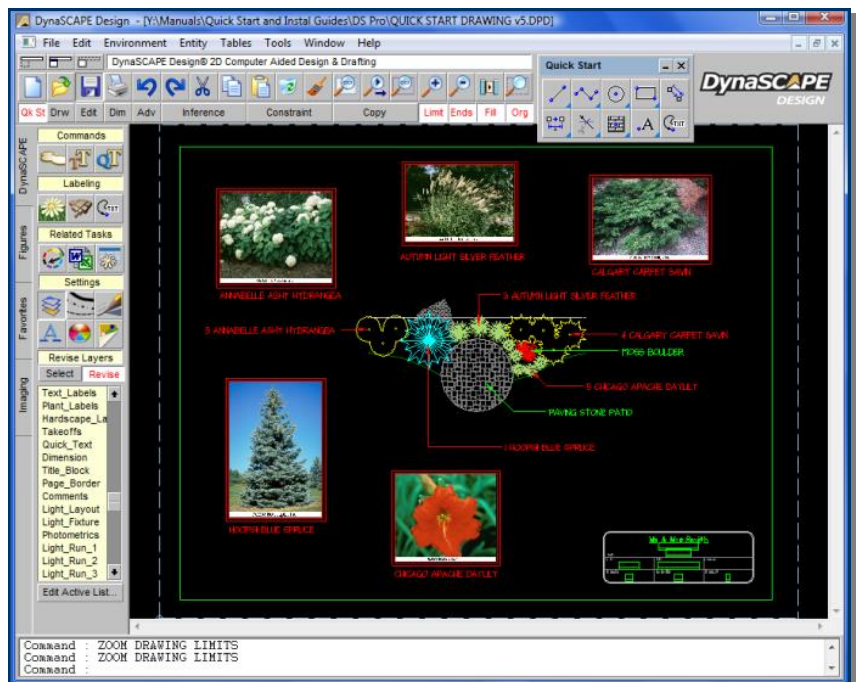 DynaSCAPE Design - [Y:\Manuals\Quick Start and Instal Guides\DS Pro\QUICK START DRAWING v5.DPD]
File Edit Environment Entity Tables Tools Window Help
DynaSCAPE Design® 2D Computer Aided Design & Drafting
Quick Start
DynaSCAPE
DESIGN
Qk St Drw Edit Dim Adv Inference Constraint Copy Limit Ends Fill Org
DynaSCAPE
Figures
Favorites
Imaging
Commands
Labeling
Related Tasks
Settings
Revise Layers
Select Revise
Text_Labels
Plant_Labels
Hardscape_La
Takeoffs
Quick_Text
Dimension
Title_Block
Page_Border
Comments
Light_Layout
Light_Fixture
Photometrics
Light_Run_1
Light_Run_2
Light_Run_3
Edit Active List...
ANNABELLE ASHY HYDRANGEA
AUTUMN LIGHT SILVER FEATHER
CALGARY CARPET SAVIN
3 AUTUMN LIGHT SILVER FEATHER
3 ANNABELLE ASHY HYDRANGEA
4 CALGARY CARPET SAVIN
MOSS BOULDER
5 CHICAGO APACHE DAYLILY
PAVING STONE PATIO
1 HOOPSII BLUE SPRUCE
HOOPSII BLUE SPRUCE
CHICAGO APACHE DAYLILY
Mr & Mrs Smith
Command : ZOOM DRAWING LIMITS
Command : ZOOM DRAWING LIMITS
Command :